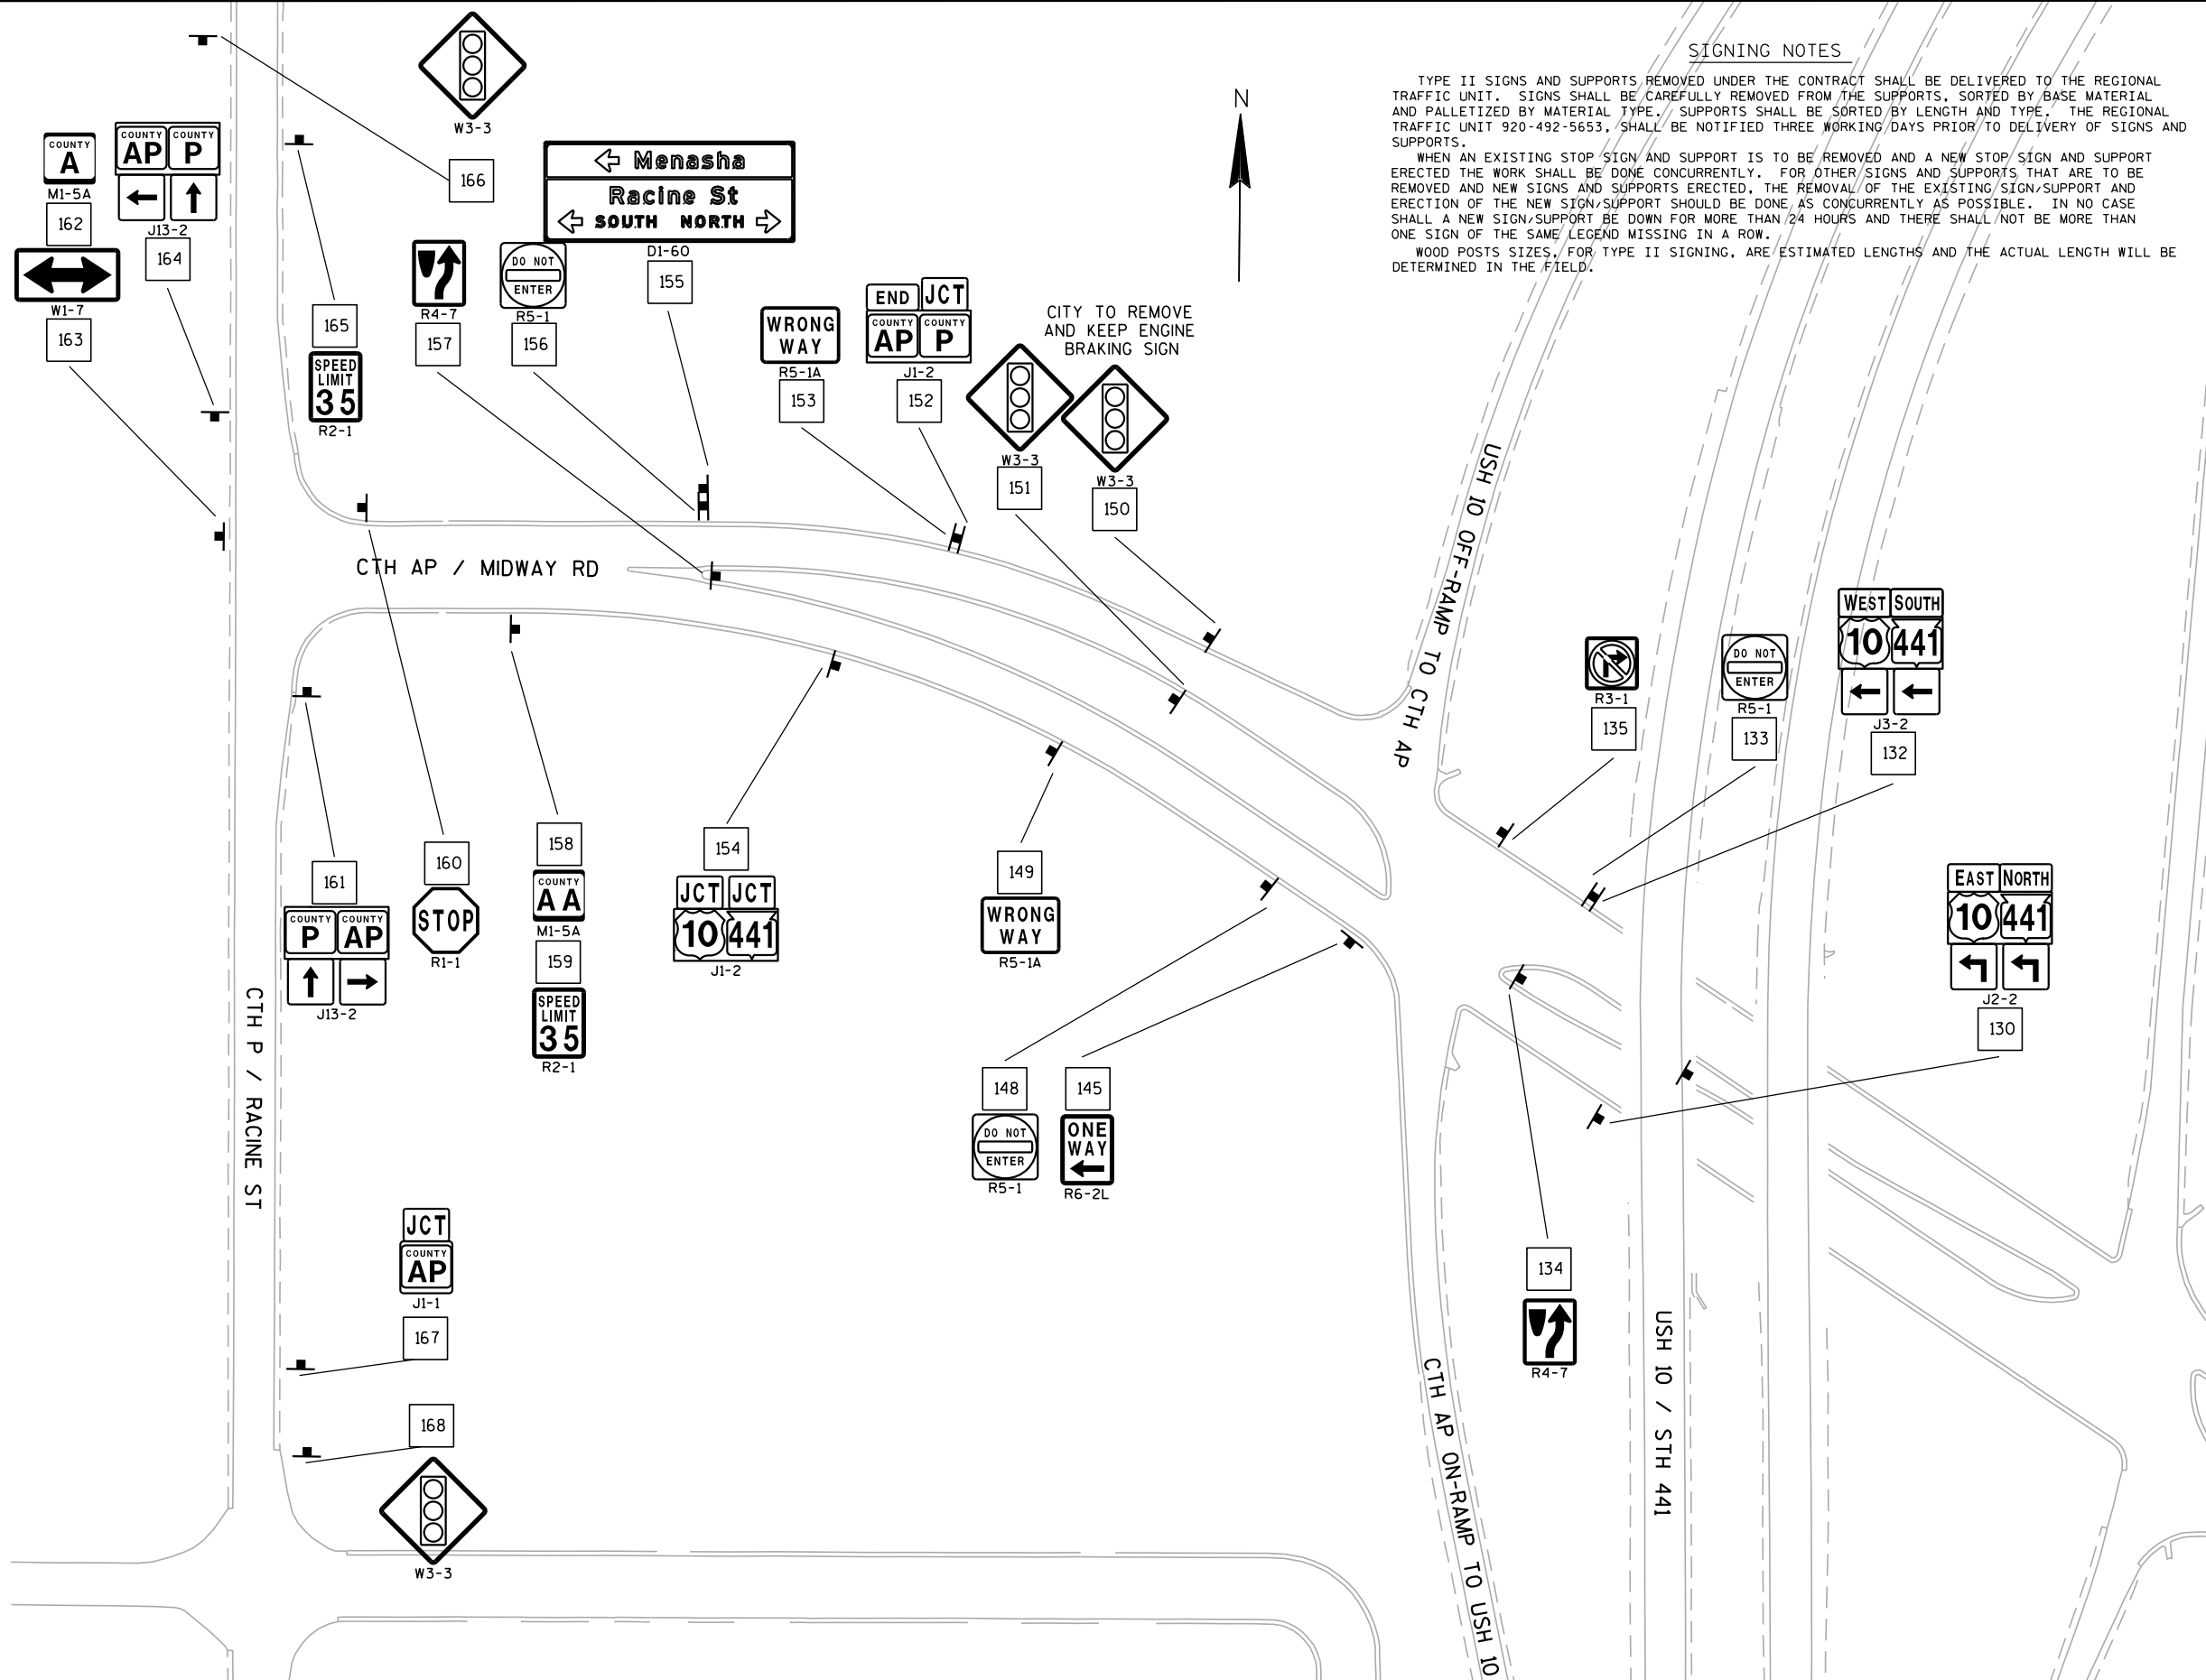 SIGNING NOTES
TYPE II SIGNS AND SUPPORTS REMOVED UNDER THE CONTRACT SHALL BE DELIVERED TO THE REGIONAL
TRAFFIC UNIT. SIGNS SHALL BE CAREFULLY REMOVED FROM THE SUPPORTS, SORTED BY BASE MATERIAL
AND PALLETIZED BY MATERIAL TYPE. SUPPORTS SHALL BE SORTED BY LENGTH AND TYPE. THE REGIONAL
TRAFFIC UNIT 920-492-5653, SHALL BE NOTIFIED THREE WORKING DAYS PRIOR TO DELIVERY OF SIGNS AND
SUPPORTS.
WHEN AN EXISTING STOP SIGN AND SUPPORT IS TO BE REMOVED AND A NEW STOP SIGN AND SUPPORT
ERECTED THE WORK SHALL BE DONE CONCURRENTLY. FOR OTHER SIGNS AND SUPPORTS THAT ARE TO BE
REMOVED AND NEW SIGNS AND SUPPORTS ERECTED, THE REMOVAL OF THE EXISTING SIGN/SUPPORT AND
ERECTION OF THE NEW SIGN/SUPPORT SHOULD BE DONE AS CONCURRENTLY AS POSSIBLE. IN NO CASE
SHALL A NEW SIGN/SUPPORT BE DOWN FOR MORE THAN 24 HOURS AND THERE SHALL NOT BE MORE THAN
ONE SIGN OF THE SAME LEGEND MISSING IN A ROW.
WOOD POSTS SIZES, FOR TYPE II SIGNING, ARE ESTIMATED LENGTHS AND THE ACTUAL LENGTH WILL BE
DETERMINED IN THE FIELD.
N
W3-3
166
COUNTY
A
M1-5A
162
W1-7
163
COUNTY COUNTY
AP P
J13-2
164
165
SPEED
LIMIT
35
R2-1
R4-7
157
DO NOT
ENTER
R5-1
156
Menasha
Racine St
SOUTH NORTH
D1-60
155
WRONG
WAY
R5-1A
153
END JCT
COUNTY COUNTY
AP P
J1-2
152
CITY TO REMOVE
AND KEEP ENGINE
BRAKING SIGN
W3-3
151
W3-3
150
CTH AP / MIDWAY RD
USH 10 OFF-RAMP TO CTH AP
R3-1
135
DO NOT
ENTER
R5-1
133
WEST SOUTH
10 441
J3-2
132
161
COUNTY COUNTY
P AP
J13-2
160
STOP
R1-1
158
COUNTY
AA
M1-5A
159
SPEED
LIMIT
35
R2-1
154
JCT JCT
10 441
J1-2
149
WRONG
WAY
R5-1A
EAST NORTH
10 441
J2-2
130
148
DO NOT
ENTER
R5-1
145
ONE
WAY
R6-2L
CTH P / RACINE ST
JCT
COUNTY
AP
J1-1
167
168
W3-3
134
R4-7
CTH AP ON-RAMP TO USH 10
USH 10 / STH 441